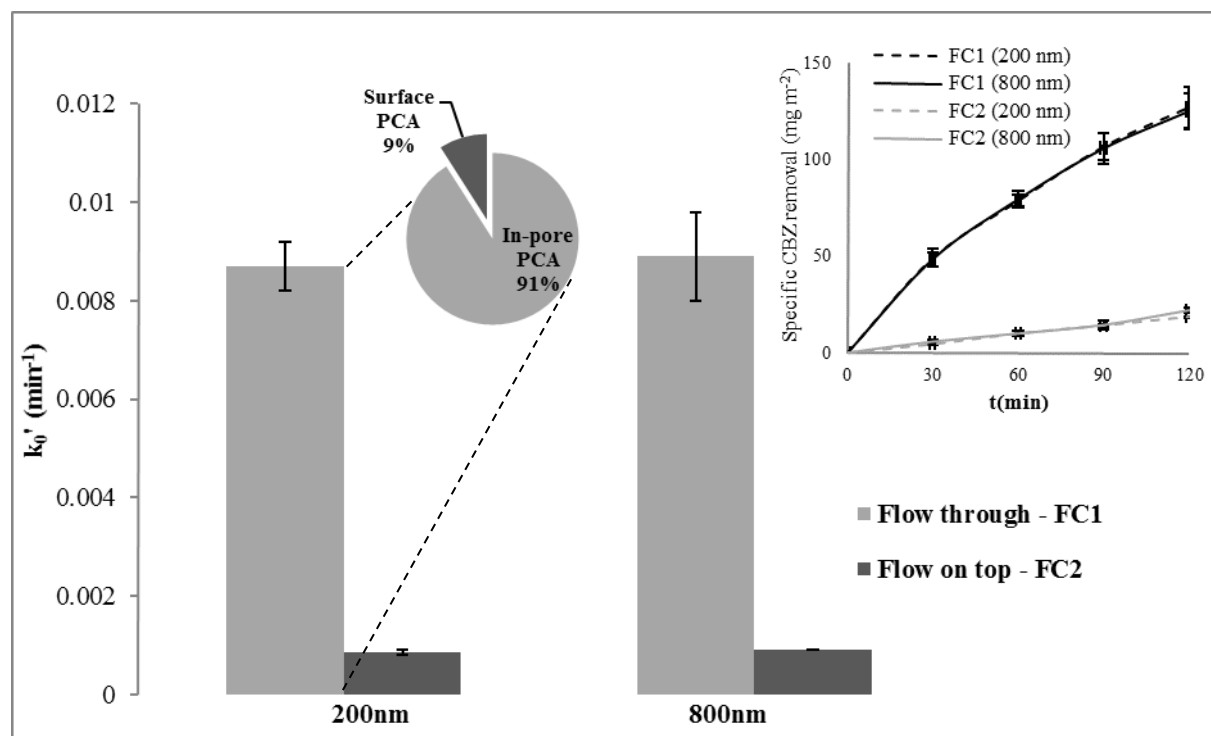 0.012
0.01
0.008
0.006
0.004
0.002
0
k₀' (min⁻¹)
200nm
800nm
Surface
PCA
9%
In-pore
PCA
91%
FC1 (200 nm)
FC1 (800 nm)
FC2 (200 nm)
FC2 (800 nm)
Specific CBZ removal (mg m⁻²)
150
100
50
0
0 30 60 90 120
t(min)
Flow through - FC1
Flow on top - FC2